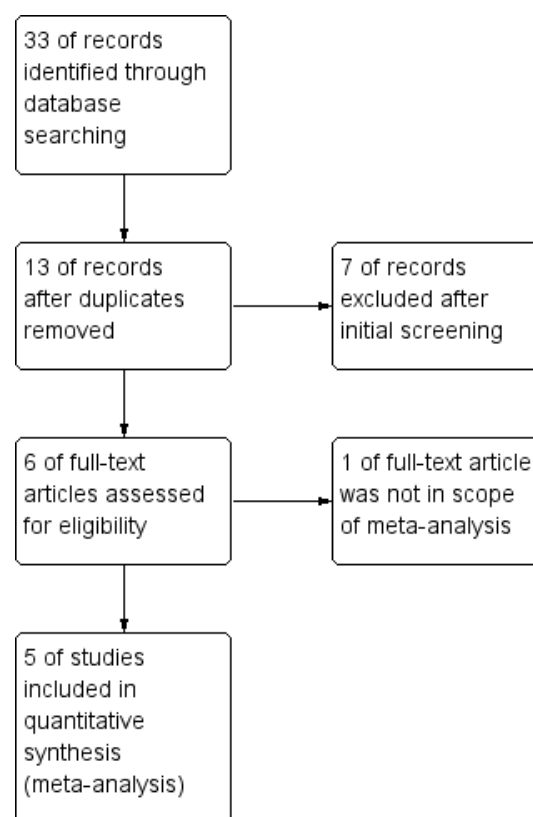 33 of records
identified through
database
searching
13 of records
after duplicates
removed
7 of records
excluded after
initial screening
6 of full-text
articles assessed
for eligibility
1 of full-text article
was not in scope
of meta-analysis
5 of studies
included in
quantitative
synthesis
(meta-analysis)